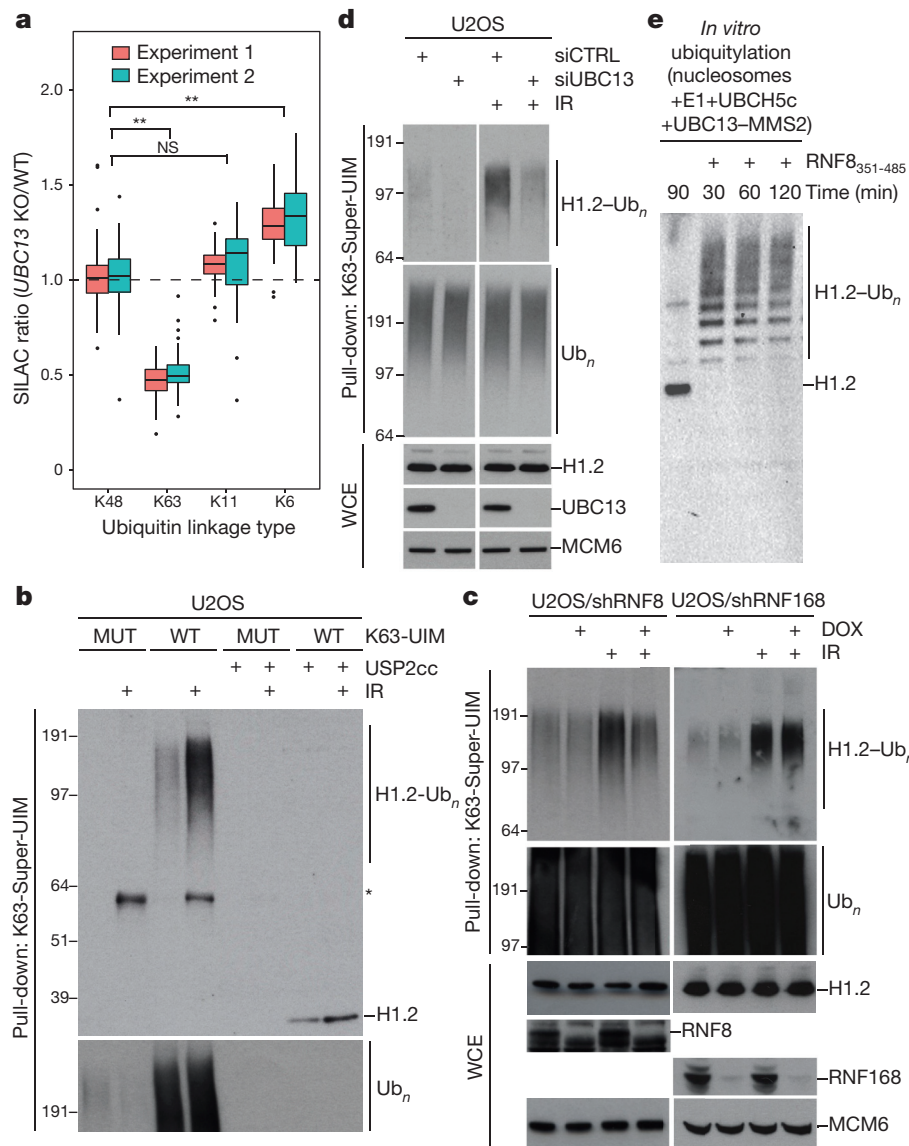 a
Experiment 1
Experiment 2
2.0
1.5
1.0
0.5
0
SILAC ratio (UBC13 KO/WT)
**
**
NS
K48 K63 K11 K6
Ubiquitin linkage type
d
U2OS
+ + siCTRL
+ + siUBC13
+ + IR
Pull-down: K63-Super-UIM
191
97
64
H1.2–Ubn
191
97
64
Ubn
WCE
H1.2
UBC13
MCM6
e
In vitro
ubiquitylation
(nucleosomes
+E1+UBCH5c
+UBC13–MMS2)
+ + + RNF8351-485
90 30 60 120 Time (min)
H1.2–Ubn
H1.2
b
U2OS
MUT WT MUT WT K63-UIM
+ + + + USP2cc
+ + + + IR
Pull-down: K63-Super-UIM
191
97
64
51
39
H1.2-Ubn
*
H1.2
191
Ubn
c
U2OS/shRNF8 U2OS/shRNF168
+ + + + DOX
+ + + + IR
Pull-down: K63-Super-UIM
191
97
64
H1.2–Ubn
191
97
Ubn
WCE
H1.2
RNF8
RNF168
MCM6